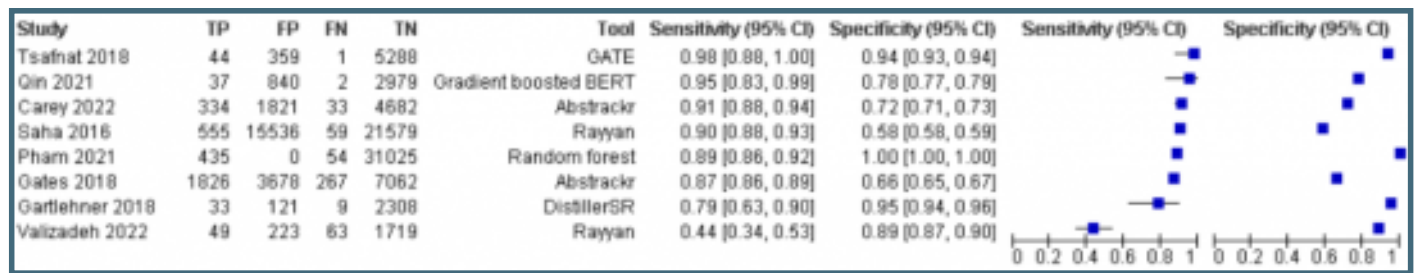 Study TP FP FN TN Tool Sensitivity (95% CI) Specificity (95% CI) Sensitivity (95% CI) Specificity (95% CI)
Tsafnat 2018 44 359 1 5288 GATE 0.98 [0.88, 1.00] 0.94 [0.93, 0.94]
Qin 2021 37 840 2 2979 Gradient boosted BERT 0.95 [0.83, 0.99] 0.78 [0.77, 0.79]
Carey 2022 334 1821 33 4682 Abstrackr 0.91 [0.88, 0.94] 0.72 [0.71, 0.73]
Saha 2016 555 15536 59 21579 Rayyan 0.90 [0.88, 0.93] 0.58 [0.58, 0.59]
Pham 2021 435 0 54 31025 Random forest 0.89 [0.86, 0.92] 1.00 [1.00, 1.00]
Gates 2018 1826 3678 267 7062 Abstrackr 0.87 [0.86, 0.89] 0.66 [0.65, 0.67]
Gartlehner 2018 33 121 9 2308 DistillerSR 0.79 [0.63, 0.90] 0.95 [0.94, 0.96]
Valizadeh 2022 49 223 63 1719 Rayyan 0.44 [0.34, 0.53] 0.89 [0.87, 0.90]
0 0.2 0.4 0.6 0.8 1 0 0.2 0.4 0.6 0.8 1